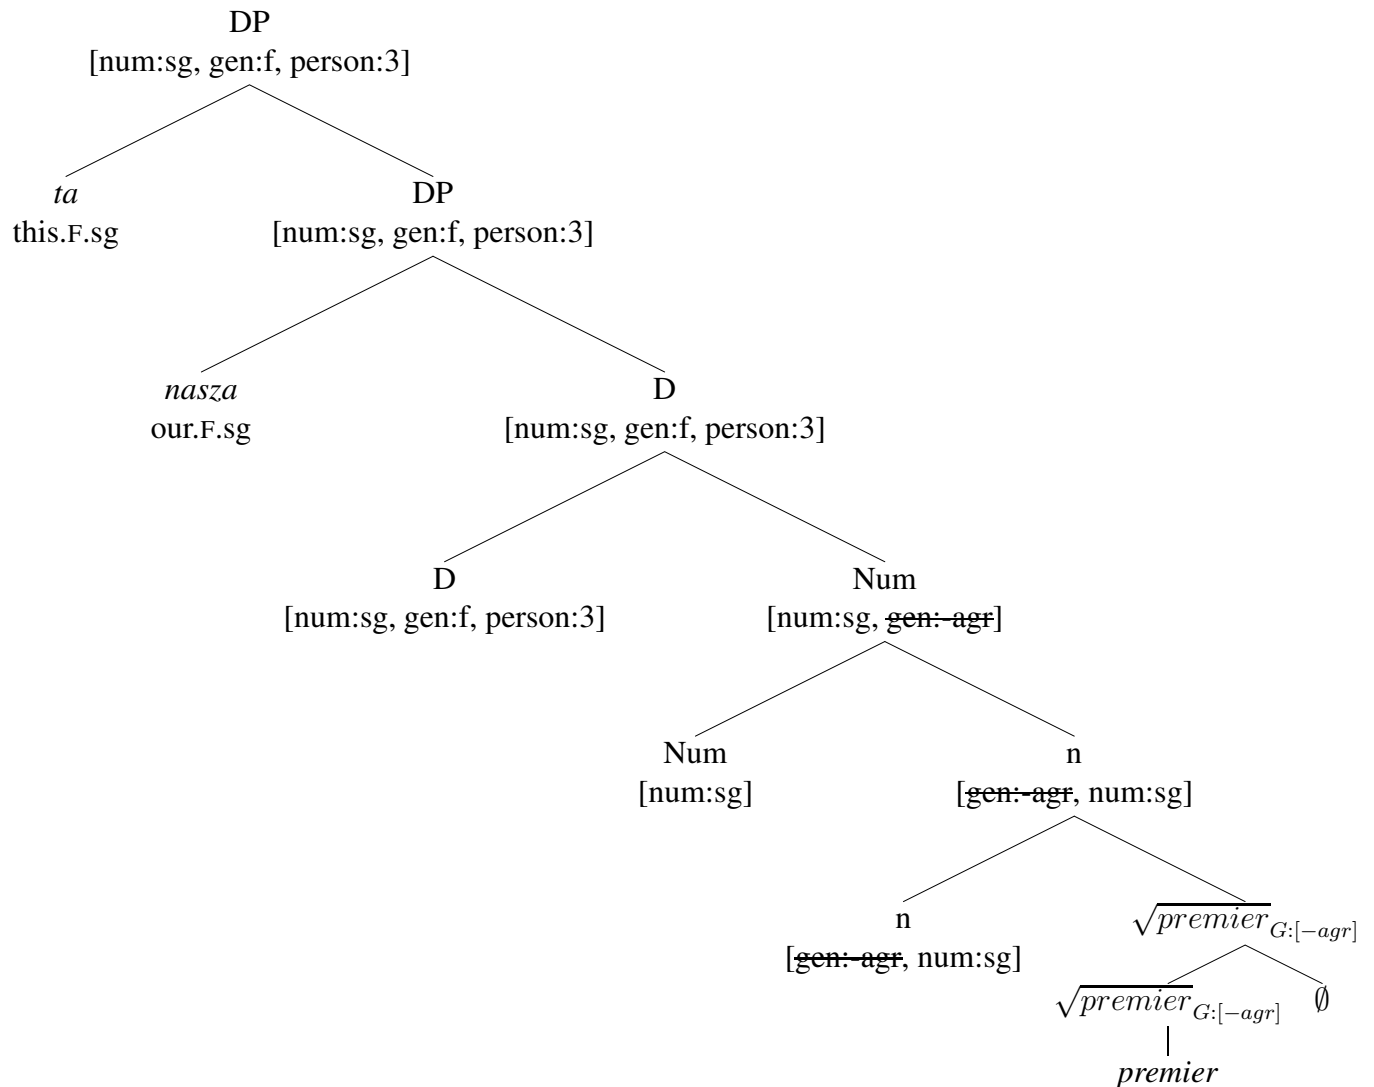 DP
[num:sg, gen:f, person:3]
ta DP
this.F.sg [num:sg, gen:f, person:3]
nasza D
our.F.sg [num:sg, gen:f, person:3]
D Num
[num:sg, gen:f, person:3] [num:sg, gen:-agr]
Num n
[num:sg] [gen:-agr, num:sg]
n √premier G:[−agr]
[gen:-agr, num:sg]
√premier G:[−agr] ∅
premier